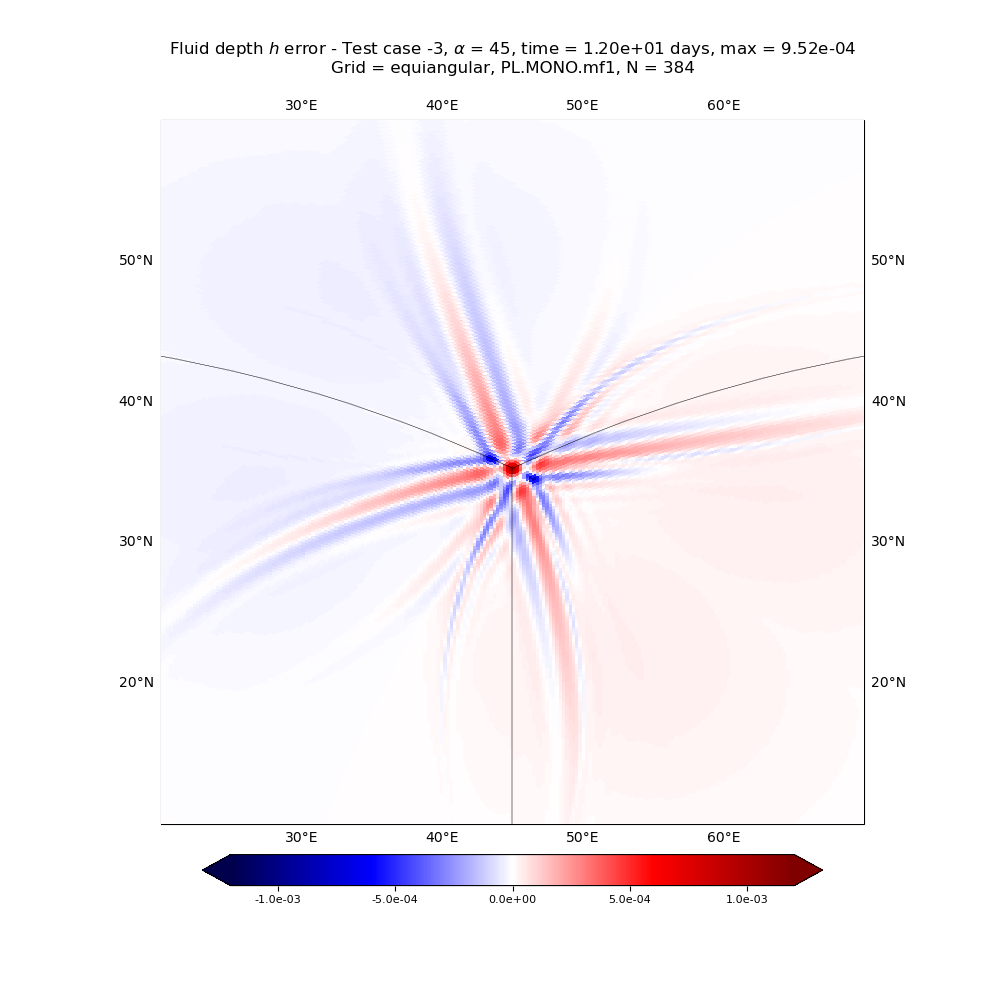 Fluid depth h error - Test case -3, α = 45, time = 1.20e+01 days, max = 9.52e-04
Grid = equiangular, PL.MONO.mf1, N = 384
30°E 40°E 50°E 60°E
50°N 50°N
40°N 40°N
30°N 30°N
20°N 20°N
30°E 40°E 50°E 60°E
-1.0e-03 -5.0e-04 0.0e+00 5.0e-04 1.0e-03